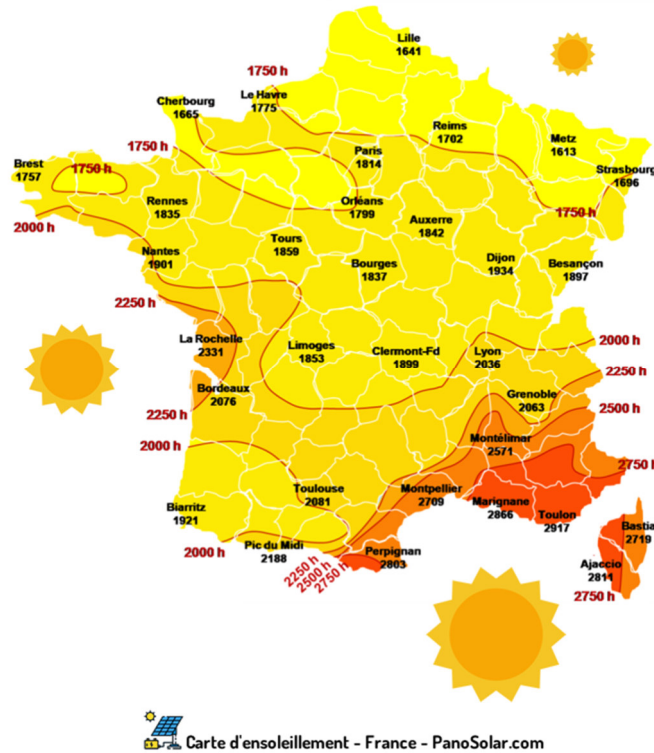 Lille
1641
1750 h
Le Havre
1775
Cherbourg
1665
Reims
1702
Metz
1613
Paris
1814
Strasbourg
1696
1750 h
Brest
1757
1750 h
Rennes
1835
Orléans
1799
1750 h
Auxerre
1842
2000 h
Nantes
1901
Tours
1859
Bourges
1837
Dijon
1934
Besançon
1897
2250 h
La Rochelle
2331
Limoges
1853
Clermont-Fd
1899
Lyon
2036
2000 h
2250 h
Bordeaux
2076
Grenoble
2063
2250 h
2500 h
2000 h
Montélimar
2571
2750 h
Toulouse
2081
Montpellier
2709
Marignane
2866
Toulon
2917
Biarritz
1921
Bastia
2719
2000 h
Pic du Midi
2188
2250 h
2500 h
2750 h
Perpignan
2803
Ajaccio
2811
2750 h
Carte d'ensoleillement - France - PanoSolar.com